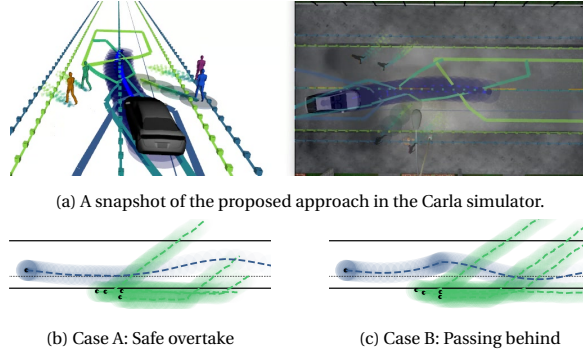 (a) A snapshot of the proposed approach in the Carla simulator.
(b) Case A: Safe overtake
(c) Case B: Passing behind